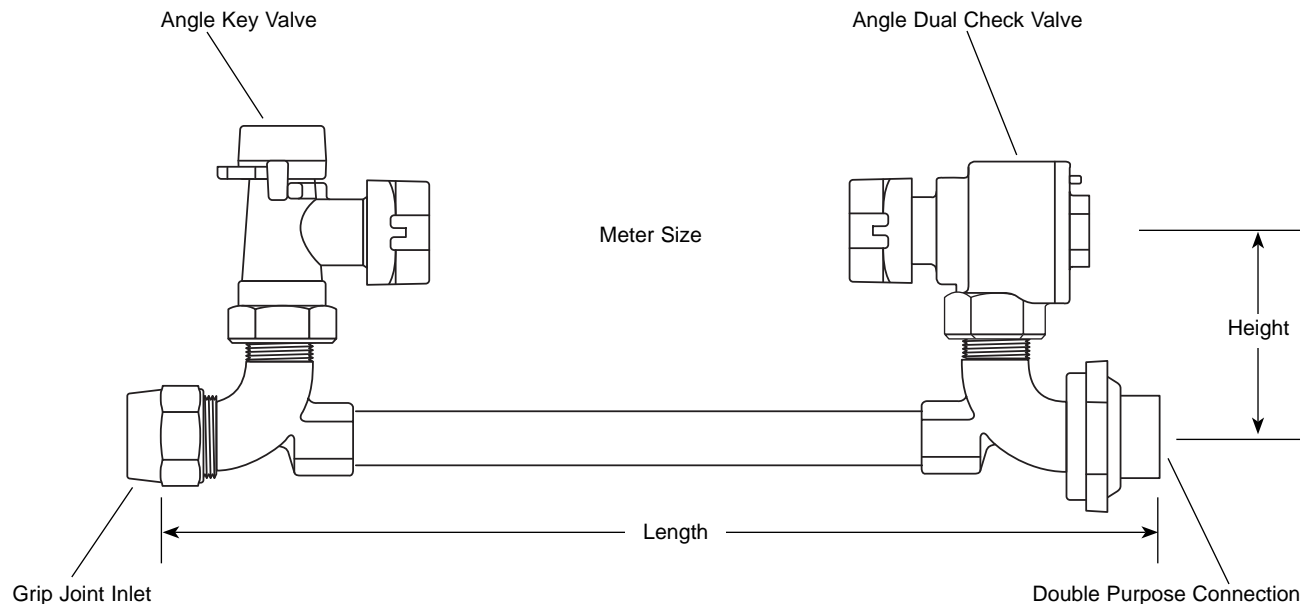 Angle Key Valve
Angle Dual Check Valve
Meter Size
Height
Length
Grip Joint Inlet
Double Purpose Connection